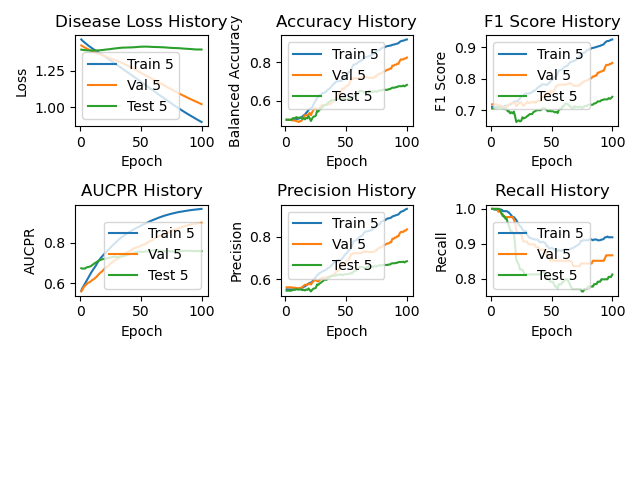 Disease Loss History
Loss
1.25
1.00
Train 5
Val 5
Test 5
0
50
100
Epoch
Accuracy History
Balanced Accuracy
0.8
0.6
Train 5
Val 5
Test 5
0
50
100
Epoch
F1 Score History
F1 Score
0.9
0.8
0.7
Train 5
Val 5
Test 5
0
50
100
Epoch
AUCPR History
AUCPR
0.8
0.6
Train 5
Val 5
Test 5
0
50
100
Epoch
Precision History
Precision
0.8
0.6
Train 5
Val 5
Test 5
0
50
100
Epoch
Recall History
Recall
1.0
0.9
0.8
Train 5
Val 5
Test 5
0
50
100
Epoch